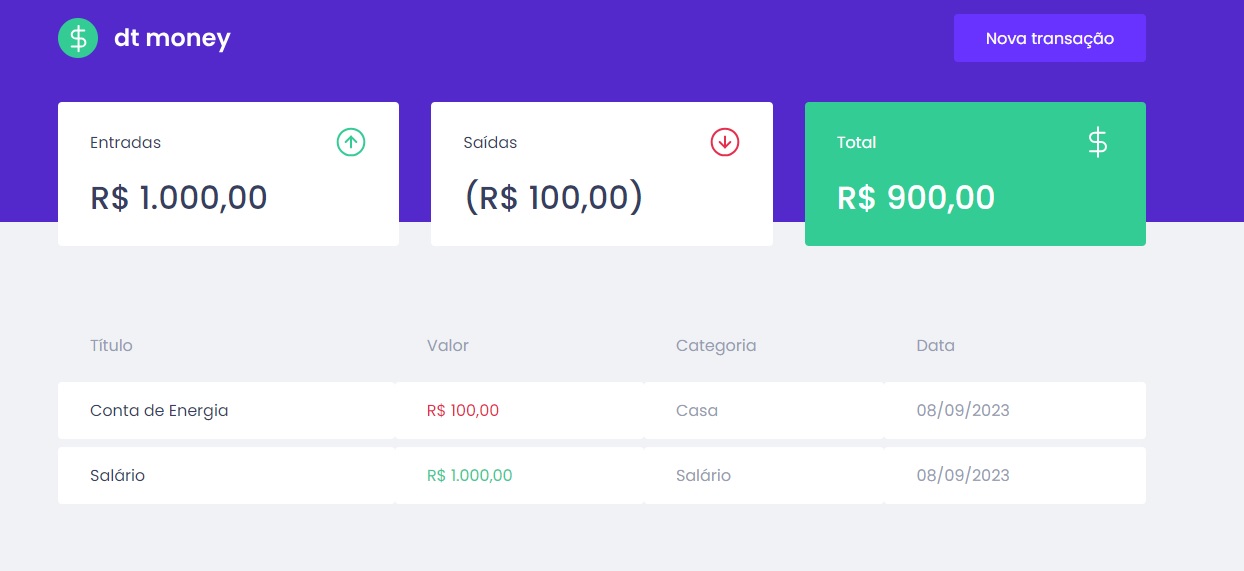 dt money
Nova transação
Entradas
R$ 1.000,00
Saídas
(R$ 100,00)
Total
R$ 900,00
Título Valor Categoria Data
Conta de Energia R$ 100,00 Casa 08/09/2023
Salário R$ 1.000,00 Salário 08/09/2023